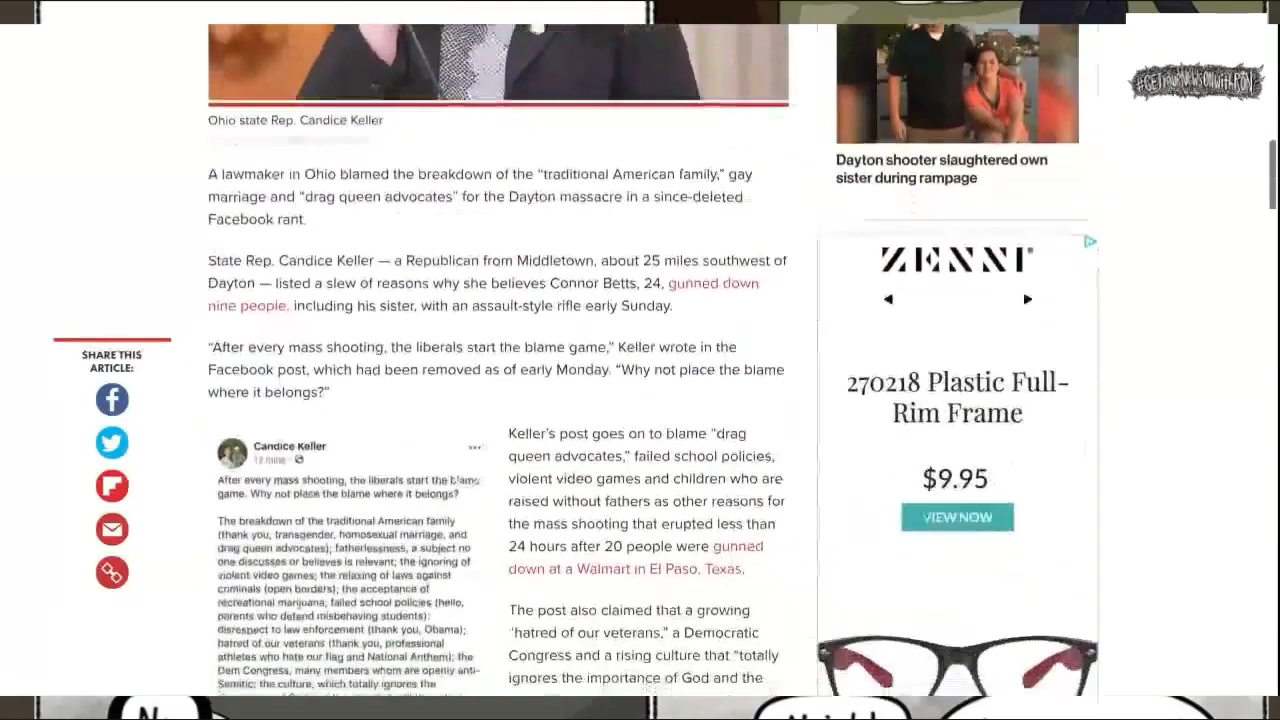 #GETYOURNEWSONWITHRON
Ohio state Rep. Candice Keller
A lawmaker in Ohio blamed the breakdown of the “traditional American family,” gay
marriage and “drag queen advocates” for the Dayton massacre in a since-deleted
Facebook rant.
State Rep. Candice Keller — a Republican from Middletown, about 25 miles southwest of
Dayton — listed a slew of reasons why she believes Connor Betts, 24, gunned down
nine people, including his sister, with an assault-style rifle early Sunday.
“After every mass shooting, the liberals start the blame game,” Keller wrote in the
Facebook post, which had been removed as of early Monday. “Why not place the blame
where it belongs?”
SHARE THIS
ARTICLE:
Candice Keller
12 mins
After every mass shooting, the liberals start the blame
game. Why not place the blame where it belongs?
The breakdown of the traditional American family
(thank you, transgender, homosexual marriage, and
drag queen advocates); fatherlessness, a subject no
one discusses or believes is relevant; the ignoring of
violent video games; the relaxing of laws against
criminals (open borders); the acceptance of
recreational marijuana; failed school policies (hello,
parents who defend misbehaving students);
disrespect to law enforcement (thank you, Obama);
hatred of our veterans (thank you, professional
athletes who hate our flag and National Anthem); the
Dem Congress, many members whom are openly anti-
Semitic; the culture, which totally ignores the
Keller’s post goes on to blame “drag
queen advocates,” failed school policies,
violent video games and children who are
raised without fathers as other reasons for
the mass shooting that erupted less than
24 hours after 20 people were gunned
down at a Walmart in El Paso, Texas.
The post also claimed that a growing
“hatred of our veterans,” a Democratic
Congress and a rising culture that “totally
ignores the importance of God and the
Dayton shooter slaughtered own
sister during rampage
ZENNI
270218 Plastic Full-
Rim Frame
$9.95
VIEW NOW